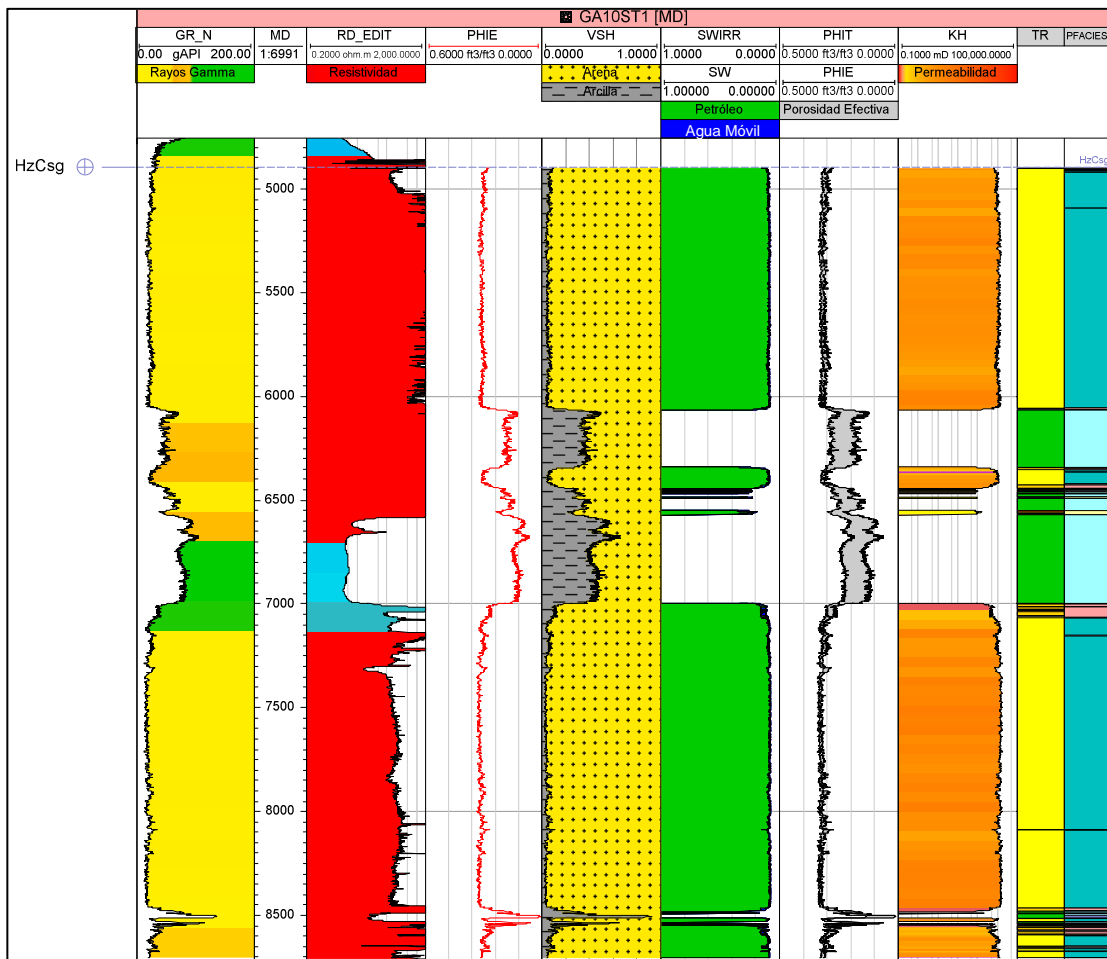 GA10ST1 [MD]
GR_N MD RD_EDIT PHIE VSH SWIRR PHIT KH TR PFACIES
0.00 gAPI 200.00 1:6991 0.2000 ohm.m 2,000.0000 0.6000 ft3/ft3 0.0000 0.0000 1.0000 1.0000 0.0000 0.5000 ft3/ft3 0.0000 0.1000 mD 100,000.0000
Rayos Gamma Resistividad Arena SW PHIE Permeabilidad
Arcilla 1.00000 0.00000 0.5000 ft3/ft3 0.0000
Petróleo Porosidad Efectiva
Agua Móvil
HzCsg HzCsg
5000
5500
6000
6500
7000
7500
8000
8500